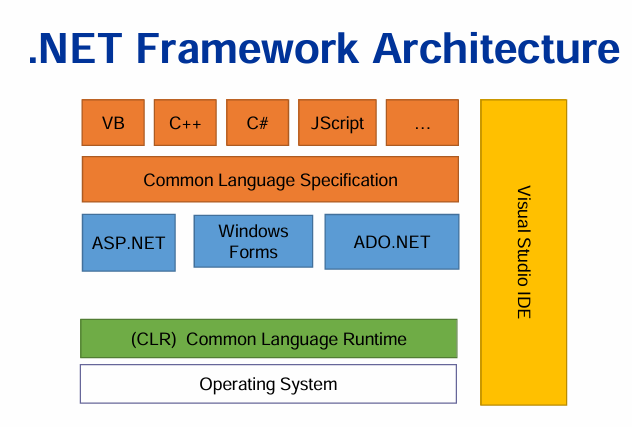 .NET Framework Architecture
VB
C++
C#
JScript
…
Common Language Specification
ASP.NET
Windows
Forms
ADO.NET
Visual Studio IDE
(CLR)  Common Language Runtime
Operating System